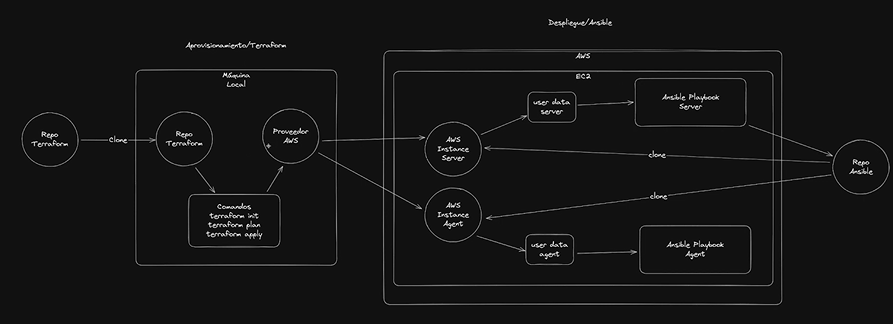 Despliegue/Ansible
Aprovisionamiento/Terraform
AWS
Máquina
Local
EC2
Repo
Terraform
Clone
Repo
Terraform
Proveedor
AWS
Comandos
terraform init
terraform plan
terraform apply
AWS
Instance
Server
user data
server
Ansible Playbook
Server
clone
Repo
Ansible
clone
AWS
Instance
Agent
user data
agent
Ansible Playbook
Agent